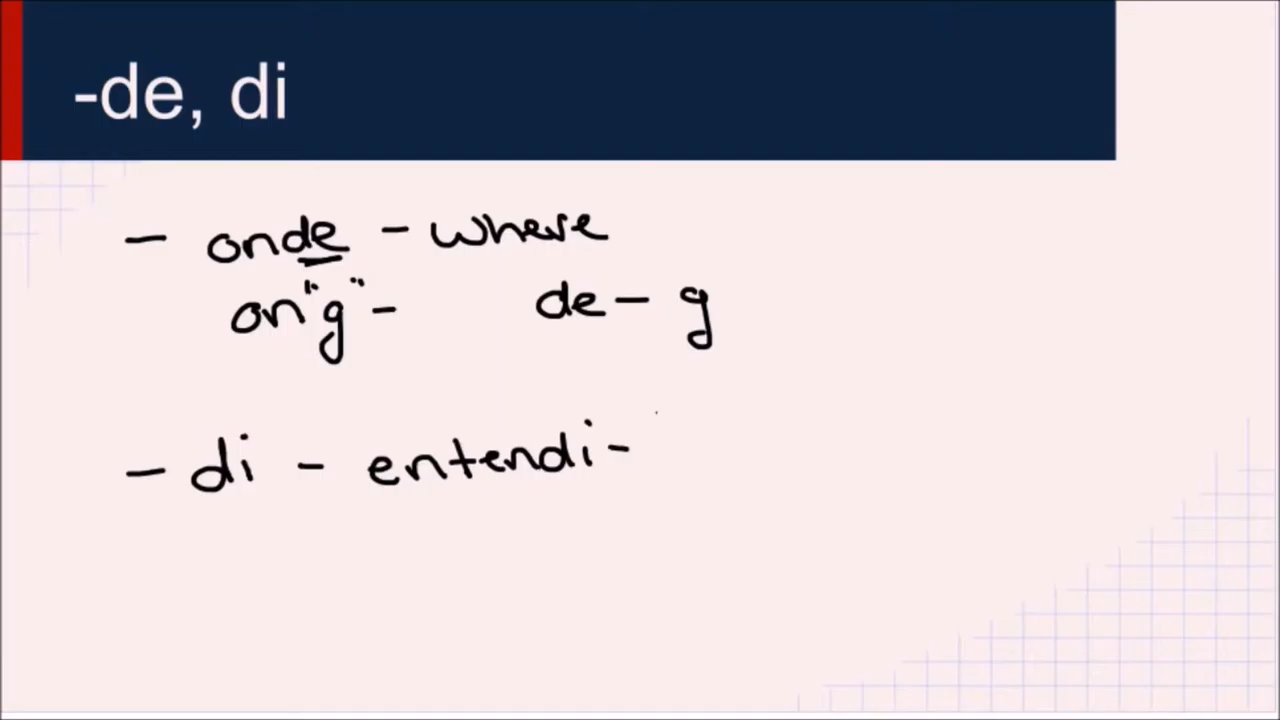 -de, di
- onde - where
on "g" - de - g
- di - entendi -